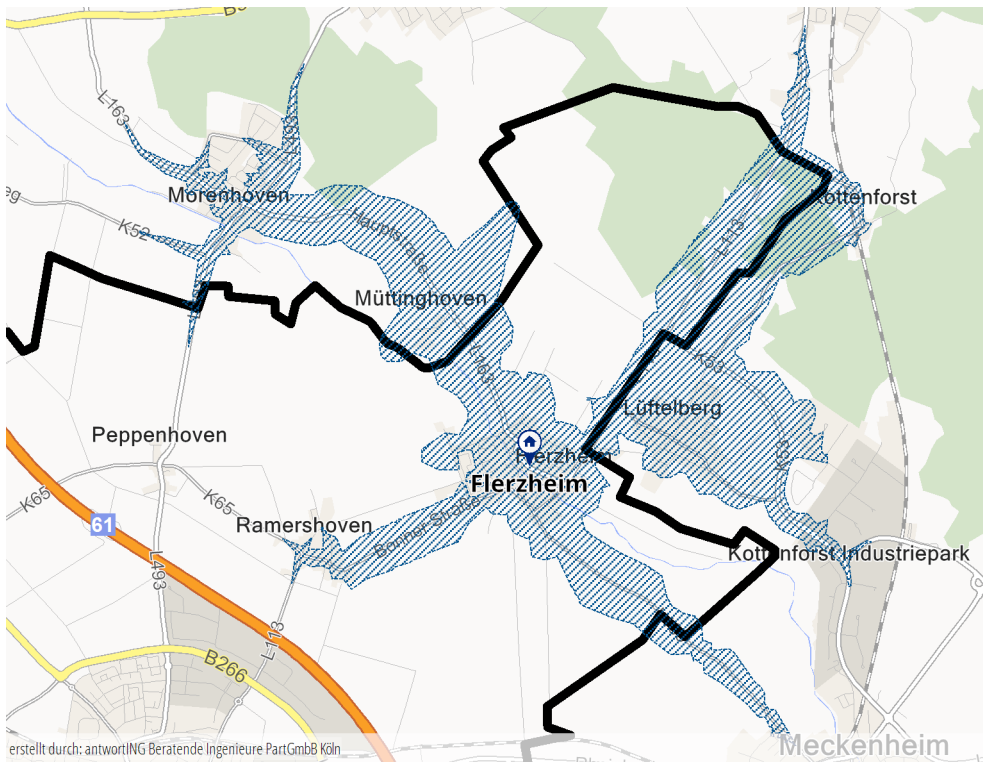 L163
Morenhoven
K52
Hauptstraße
Müttinghoven
L163
L113
Kottenforst
K53
Lüftelberg
K53
Peppenhoven
K65
K65
61
Ramershoven
Bonner Straße
Flerzheim
Flerzheim
Kottenforst Industriepark
L493
L113
B266
Meckenheim
erstellt durch: antwortING Beratende Ingenieure PartGmbB Köln